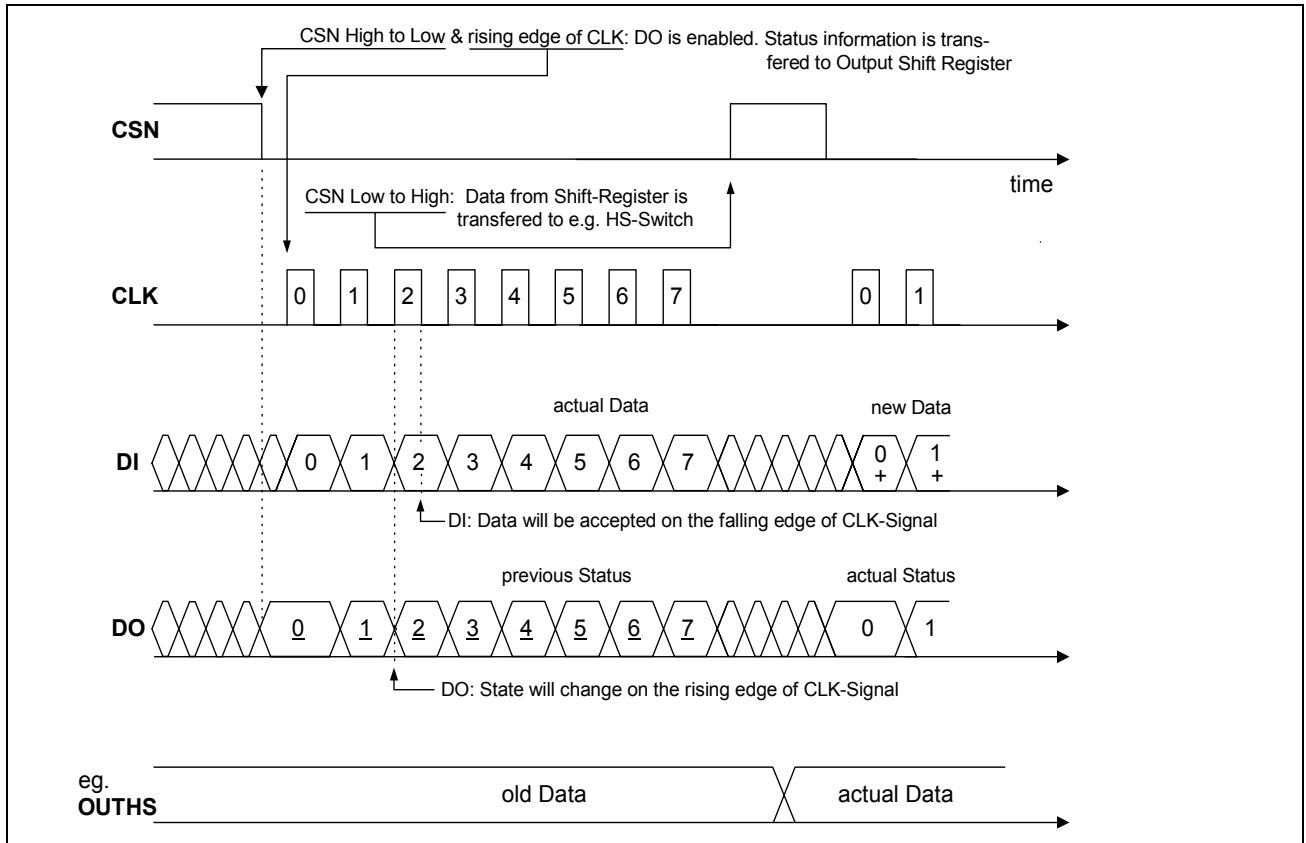 CSN High to Low & rising edge of CLK: DO is enabled. Status information is trans-
fered to Output Shift Register
CSN
time
CSN Low to High: Data from Shift-Register is
transfered to e.g. HS-Switch
CLK
0 1 2 3 4 5 6 7 0 1
actual Data new Data
DI
0 1 2 3 4 5 6 7 0 1
+ +
DI: Data will be accepted on the falling edge of CLK-Signal
previous Status actual Status
DO
0 1 2 3 4 5 6 7 0 1
DO: State will change on the rising edge of CLK-Signal
eg.
OUTHS
old Data actual Data